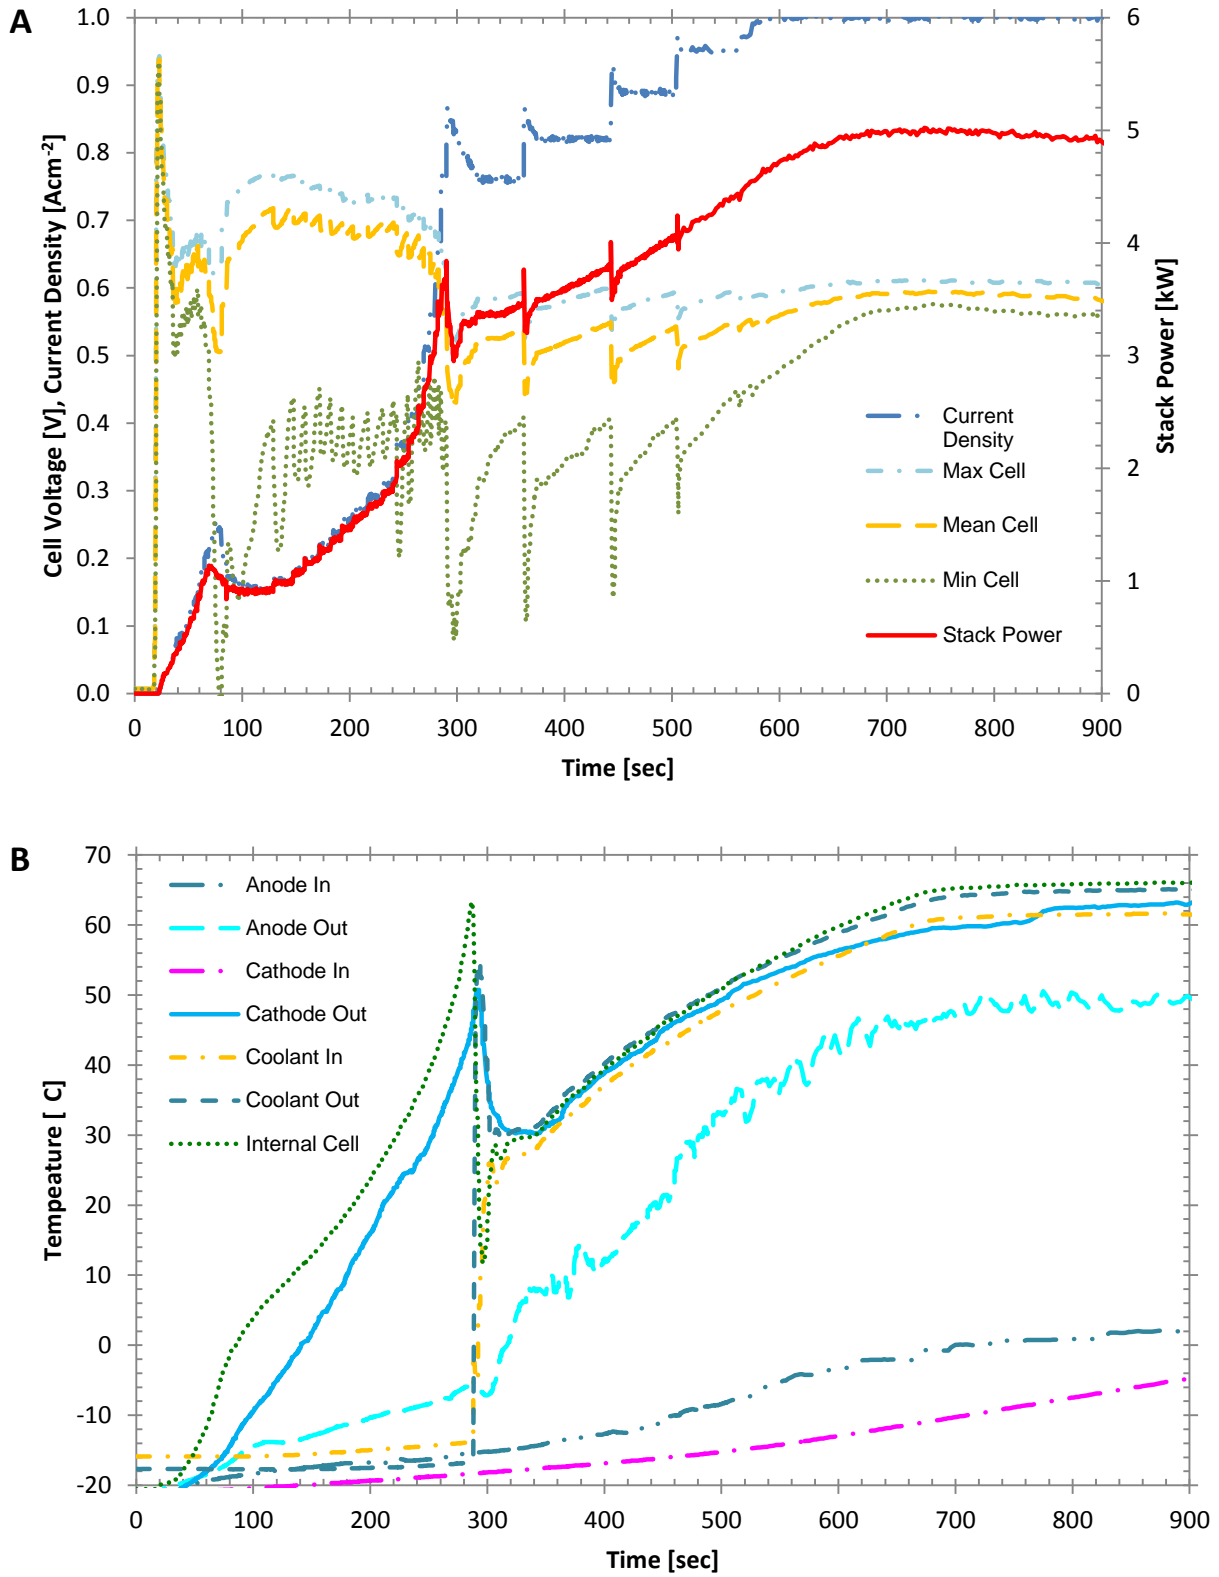 A
Cell Voltage [V], Current Density [Acm-2]
1.0
0.9
0.8
0.7
0.6
0.5
0.4
0.3
0.2
0.1
0.0
6
5
4
3
2
1
0
Stack Power [kW]
Current
Density
Max Cell
Mean Cell
Min Cell
Stack Power
0 100 200 300 400 500 600 700 800 900
Time [sec]
B
Tempeature [ C]
70
60
50
40
30
20
10
0
-10
-20
Anode In
Anode Out
Cathode In
Cathode Out
Coolant In
Coolant Out
Internal Cell
0 100 200 300 400 500 600 700 800 900
Time [sec]